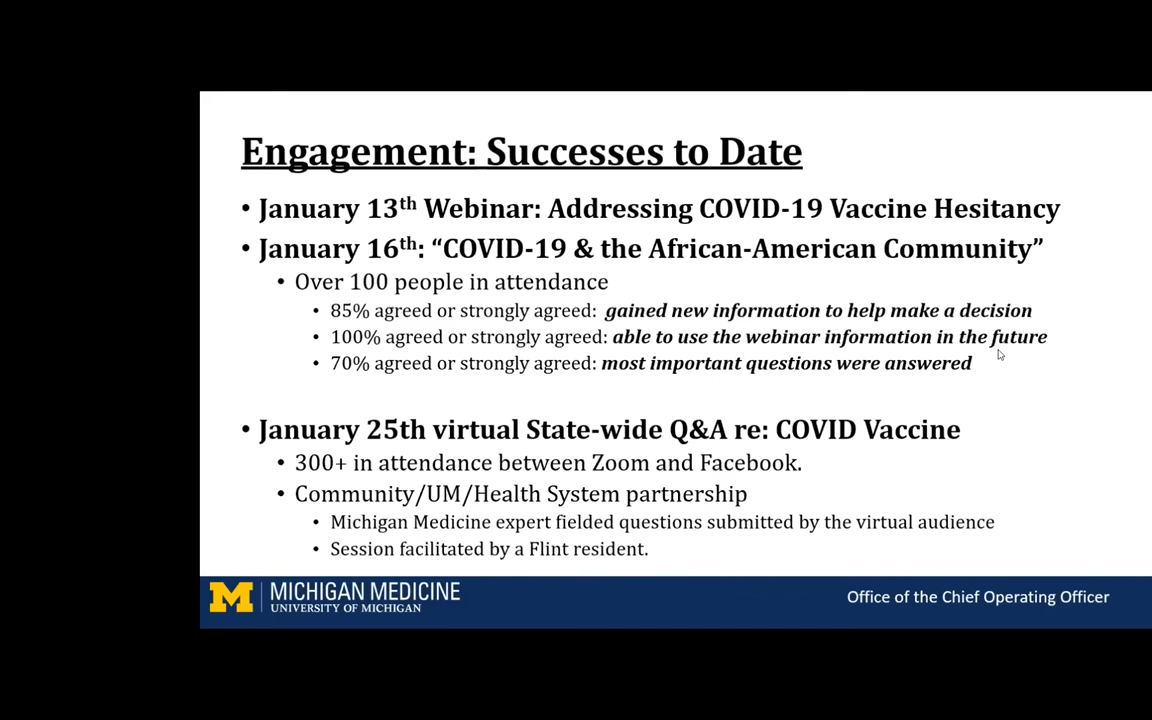 Engagement: Successes to Date
• January 13th Webinar: Addressing COVID-19 Vaccine Hesitancy
• January 16th: “COVID-19 & the African-American Community”
• Over 100 people in attendance
• 85% agreed or strongly agreed: gained new information to help make a decision
• 100% agreed or strongly agreed: able to use the webinar information in the future
• 70% agreed or strongly agreed: most important questions were answered
• January 25th virtual State-wide Q&A re: COVID Vaccine
• 300+ in attendance between Zoom and Facebook.
• Community/UM/Health System partnership
• Michigan Medicine expert fielded questions submitted by the virtual audience
• Session facilitated by a Flint resident.
M MICHIGAN MEDICINE
UNIVERSITY OF MICHIGAN
Office of the Chief Operating Officer